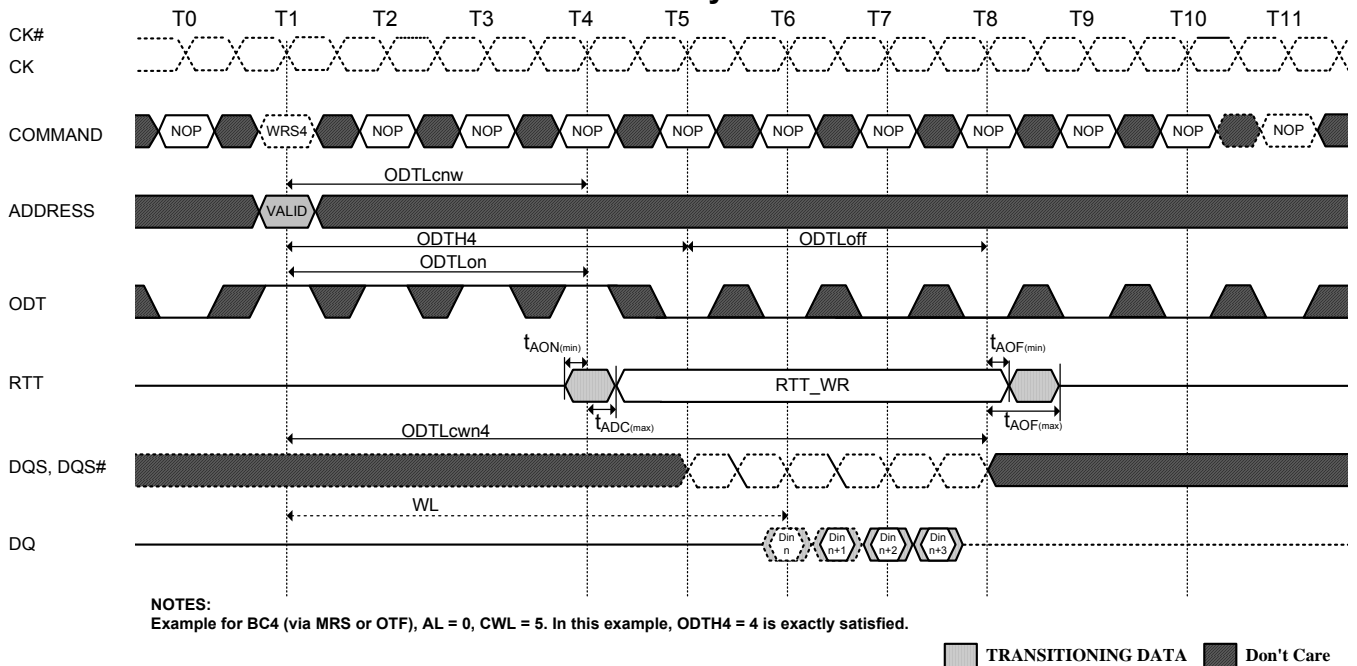 T0 T1 T2 T3 T4 T5 T6 T7 T8 T9 T10 T11
CK#
CK
COMMAND NOP WRS4 NOP NOP NOP NOP NOP NOP NOP NOP NOP NOP
ODTLcnw
ADDRESS VALID
ODTH4 ODTLoff
ODTLon
ODT
tAON(min) tAOF(min)
RTT RTT_WR
tADC(max) tAOF(max)
ODTLcwn4
DQS, DQS#
WL
DQ Din n Din n+1 Din n+2 Din n+3
NOTES:
Example for BC4 (via MRS or OTF), AL = 0, CWL = 5. In this example, ODTH4 = 4 is exactly satisfied.
TRANSITIONING DATA Don't Care